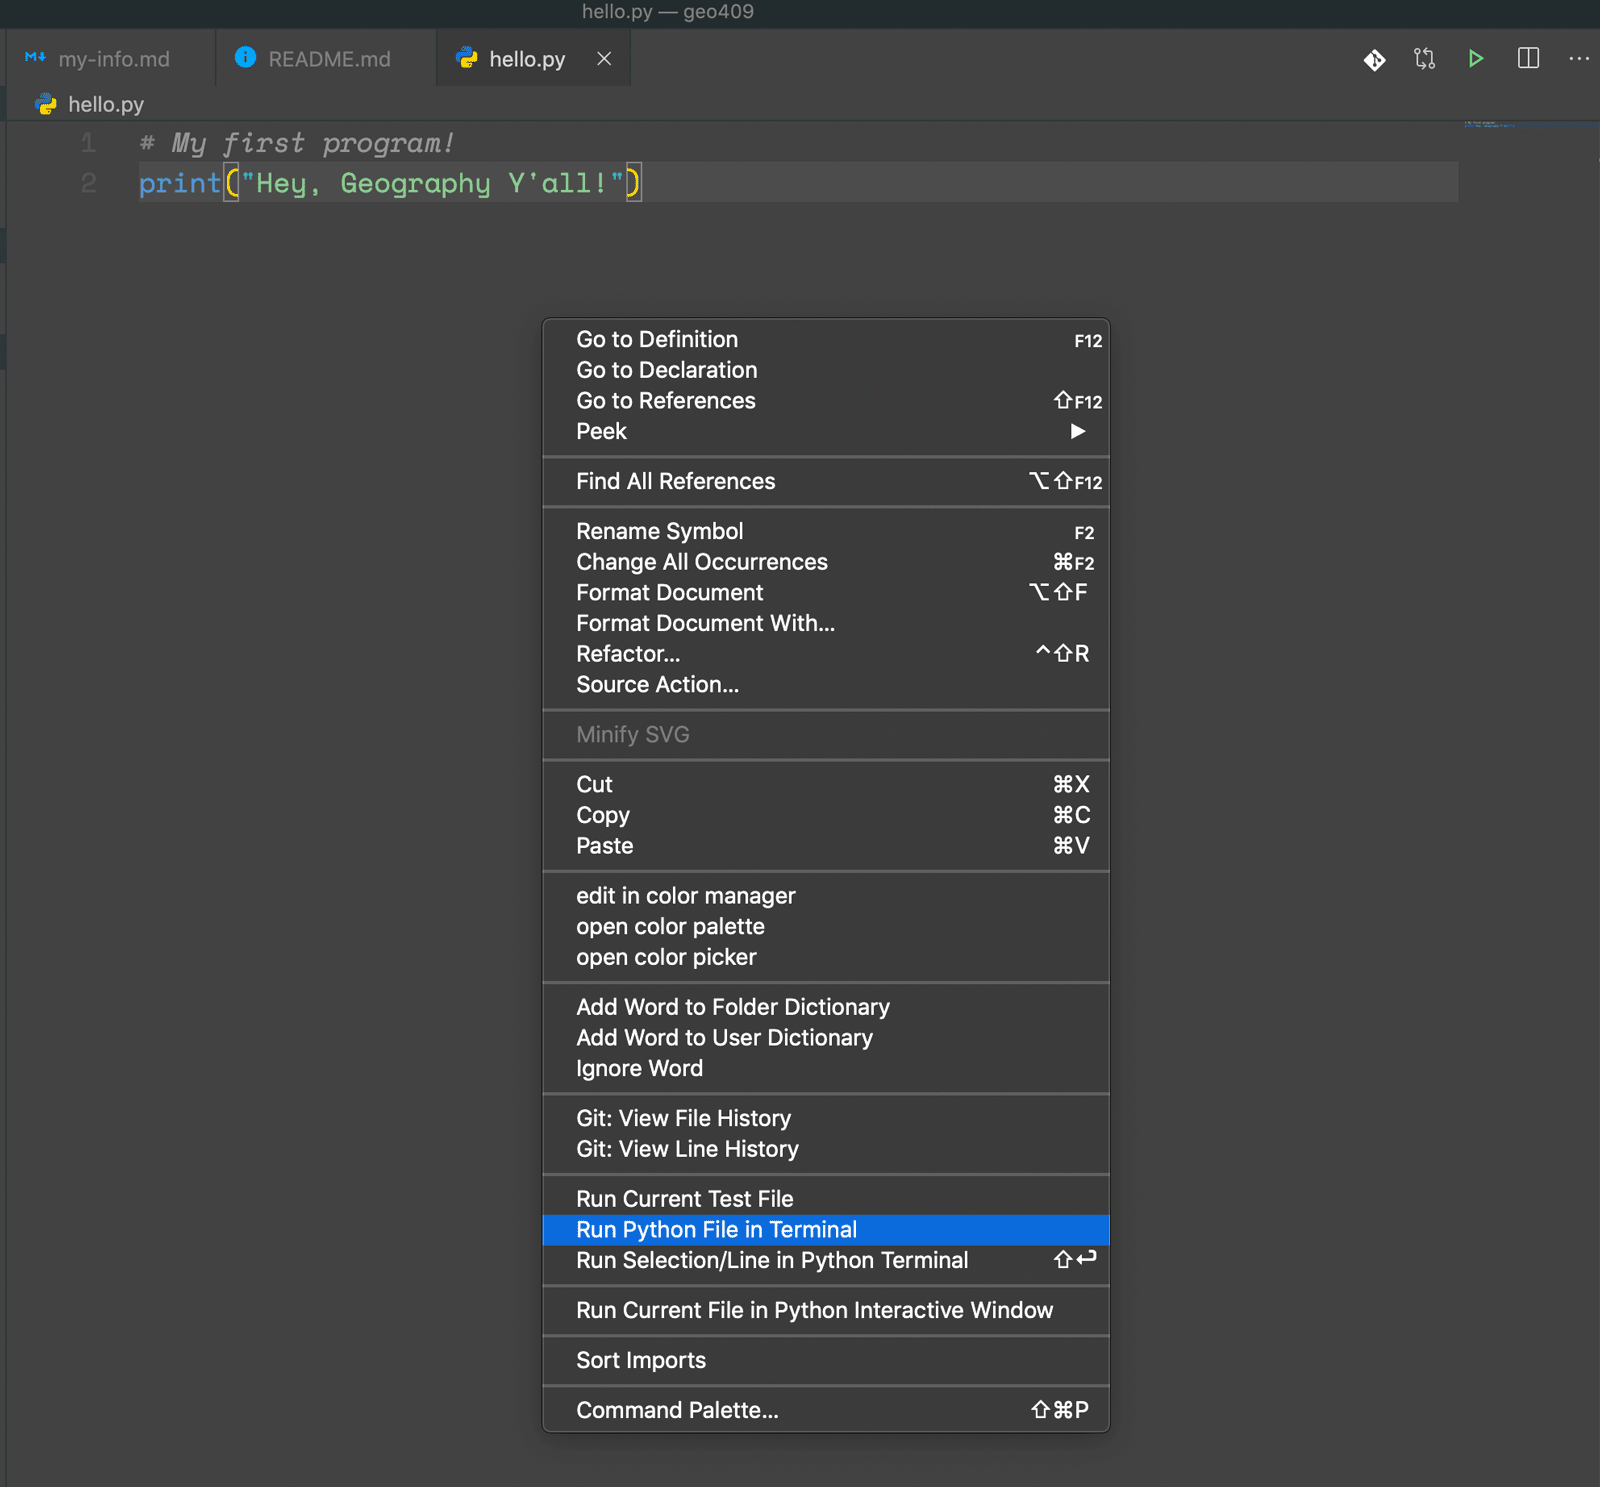 hello.py — geo409
my-info.md README.md hello.py
hello.py
1 # My first program!
2 print("Hey, Geography Y'all!")
Go to Definition F12
Go to Declaration
Go to References ⇧F12
Peek ▶
Find All References ⌥⇧F12
Rename Symbol F2
Change All Occurrences ⌘F2
Format Document ⌥⇧F
Format Document With...
Refactor... ^⇧R
Source Action...
Minify SVG
Cut ⌘X
Copy ⌘C
Paste ⌘V
edit in color manager
open color palette
open color picker
Add Word to Folder Dictionary
Add Word to User Dictionary
Ignore Word
Git: View File History
Git: View Line History
Run Current Test File
Run Python File in Terminal
Run Selection/Line in Python Terminal ⇧↩
Run Current File in Python Interactive Window
Sort Imports
Command Palette... ⇧⌘P